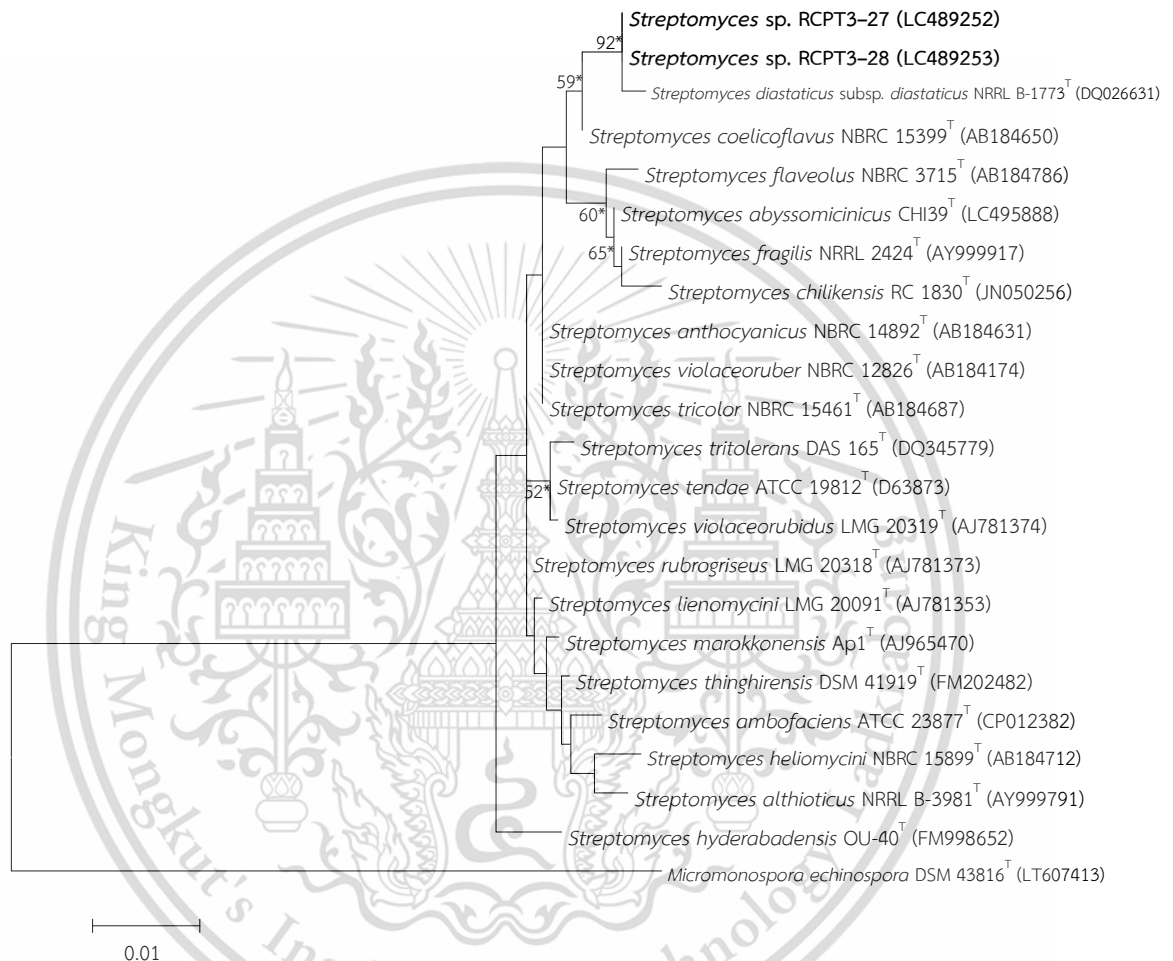 Streptomyces sp. RCPT3-27 (LC489252)
92*
Streptomyces sp. RCPT3-28 (LC489253)
59*
Streptomyces diastaticus subsp. diastaticus NRRL B-1773T (DQ026631)
Streptomyces coelicoflavus NBRC 15399T (AB184650)
Streptomyces flaveolus NBRC 3715T (AB184786)
60*
Streptomyces abyssomicinicus CHI39T (LC495888)
65*
Streptomyces fragilis NRRL 2424T (AY999917)
Streptomyces chilikensis RC 1830T (JN050256)
Streptomyces anthocyanicus NBRC 14892T (AB184631)
Streptomyces violaceoruber NBRC 12826T (AB184174)
Streptomyces tricolor NBRC 15461T (AB184687)
Streptomyces tritolerans DAS 165T (DQ345779)
52*
Streptomyces tendae ATCC 19812T (D63873)
Streptomyces violaceorubidus LMG 20319T (AJ781374)
Streptomyces rubrogriseus LMG 20318T (AJ781373)
Streptomyces lienomycini LMG 20091T (AJ781353)
Streptomyces marokkonensis Ap1T (AJ965470)
Streptomyces thinghirensis DSM 41919T (FM202482)
Streptomyces ambofaciens ATCC 23877T (CP012382)
Streptomyces heliomycini NBRC 15899T (AB184712)
Streptomyces althioticus NRRL B-3981T (AY999791)
Streptomyces hyderabadensis OU-40T (FM998652)
Micromonospora echinospora DSM 43816T (LT607413)
0.01
King Mongkut's Technology Ladkrabang